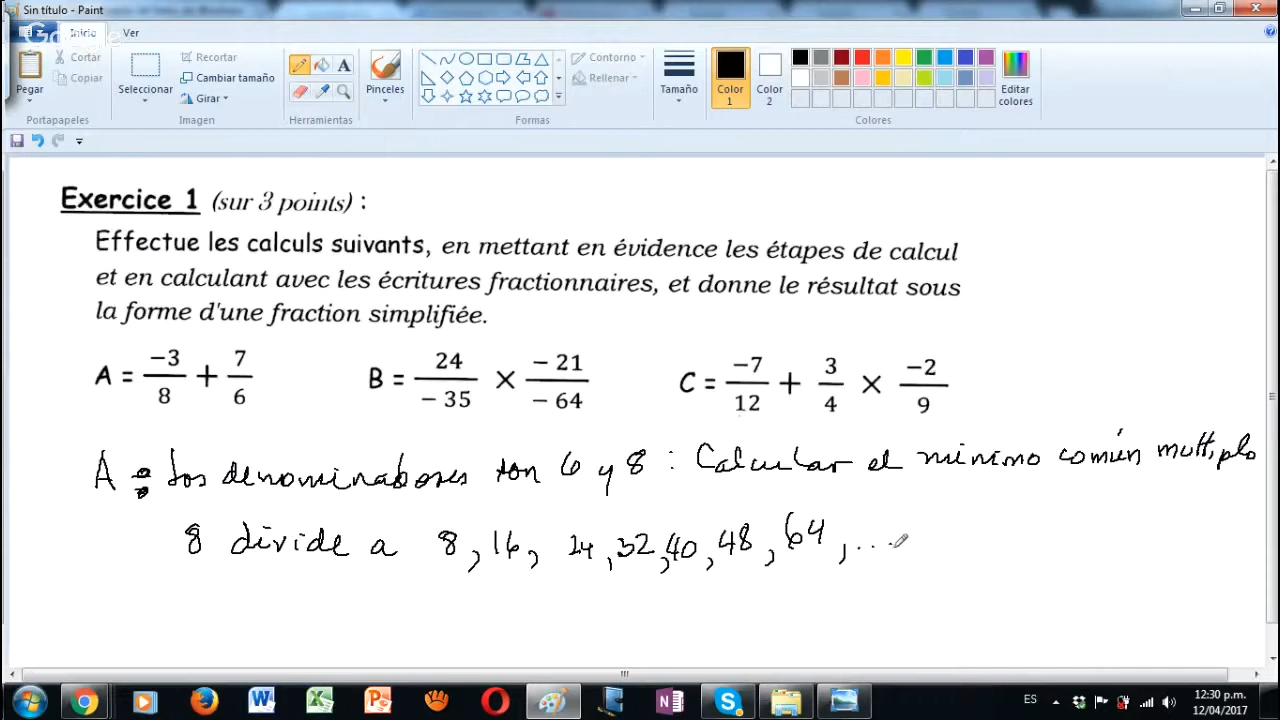 Sin título - Paint
Inicio Ver
Pegar
Cortar
Copiar
Portapapeles
Seleccionar
Recortar
Cambiar tamaño
Girar
Imagen
A
Herramientas
Pinceles
Contorno
Rellenar
Formas
Tamaño
Color 1
Color 2
Editar colores
Colores
Exercice 1 (sur 3 points) :
Effectue les calculs suivants, en mettant en évidence les étapes de calcul
et en calculant avec les écritures fractionnaires, et donne le résultat sous
la forme d'une fraction simplifiée.
A = −3/8 + 7/6 B = 24/−35 × −21/−64 C = −7/12 + 3/4 × −2/9
A : Los denominadores son 6 y 8 : Calcular el mínimo común multiplo
8 divide a 8, 16, 24, 32, 40, 48, 64, ....
ES 12:30 p.m.
12/04/2017